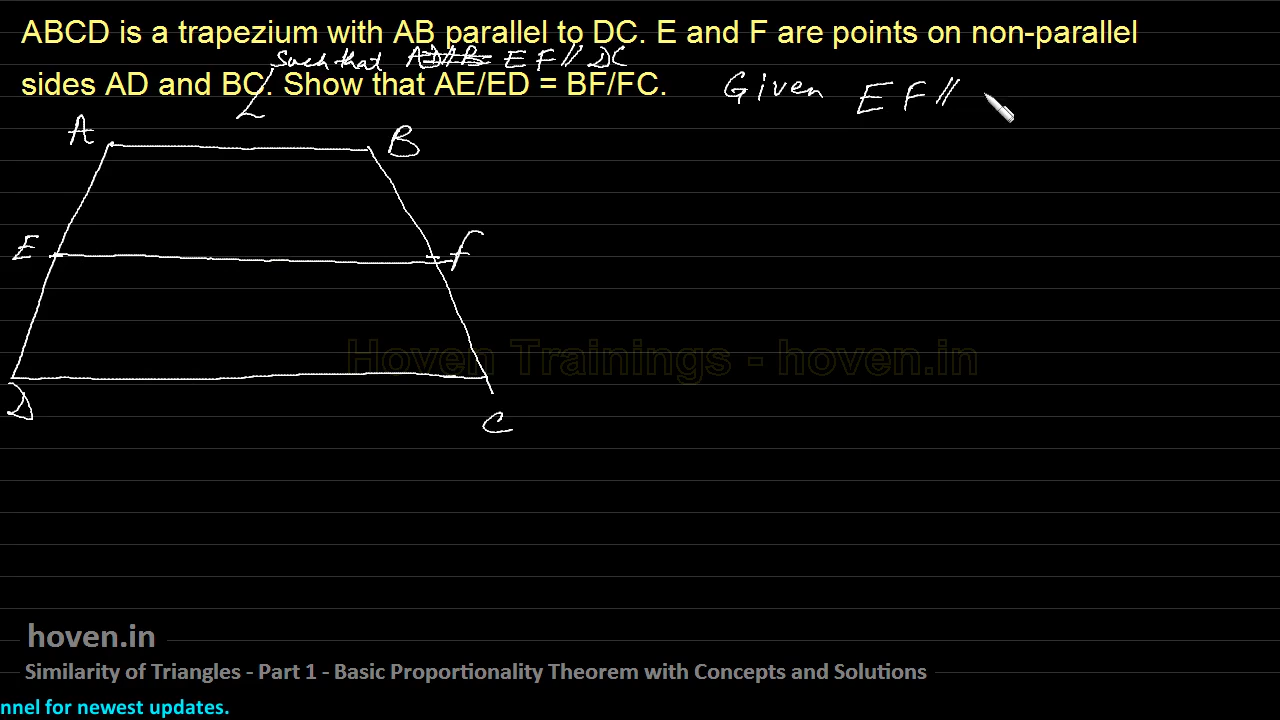 ABCD is a trapezium with AB parallel to DC. E and F are points on non-parallel
such that EF // DC
sides AD and BC. Show that AE/ED = BF/FC.
Given EF //
A
B
E
F
Hoven Trainings - hoven.in
D
C
hoven.in
Similarity of Triangles - Part 1 - Basic Proportionality Theorem with Concepts and Solutions
nnel for newest updates.